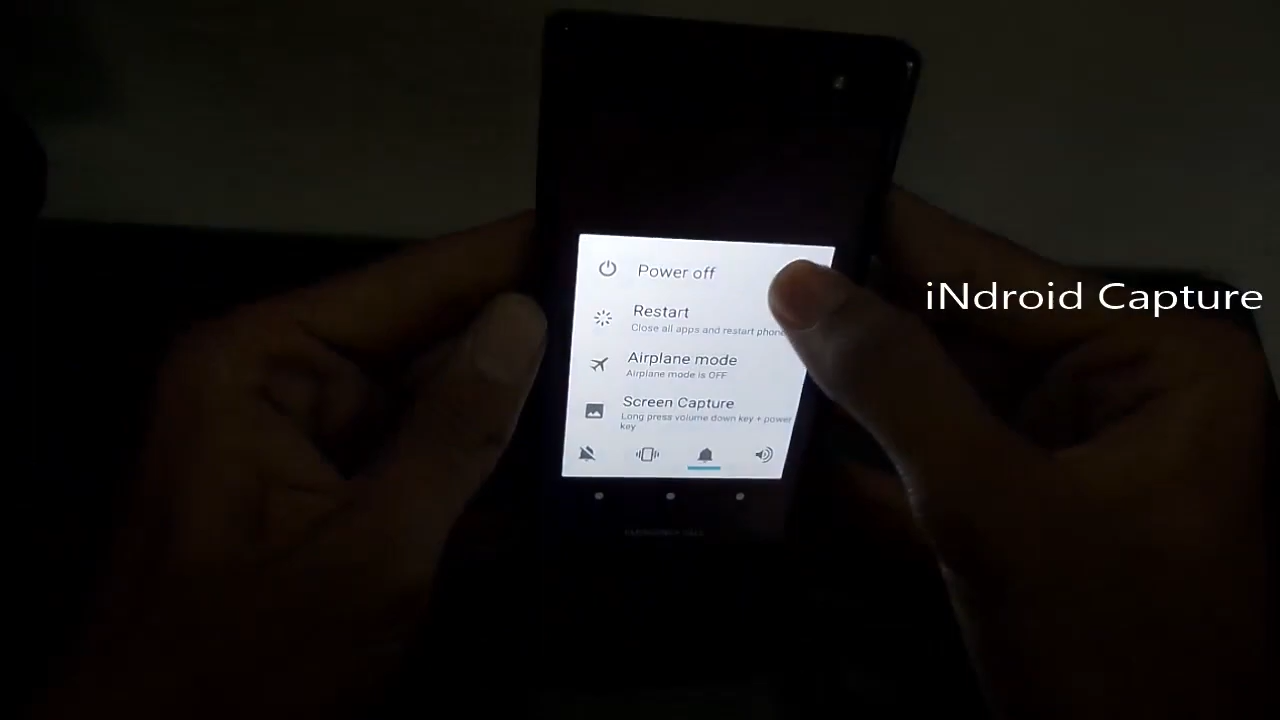 Power off
Restart
Close all apps and restart phone
Airplane mode
Airplane mode is OFF
Screen Capture
Long press volume down key + power
key
iNdroid Capture